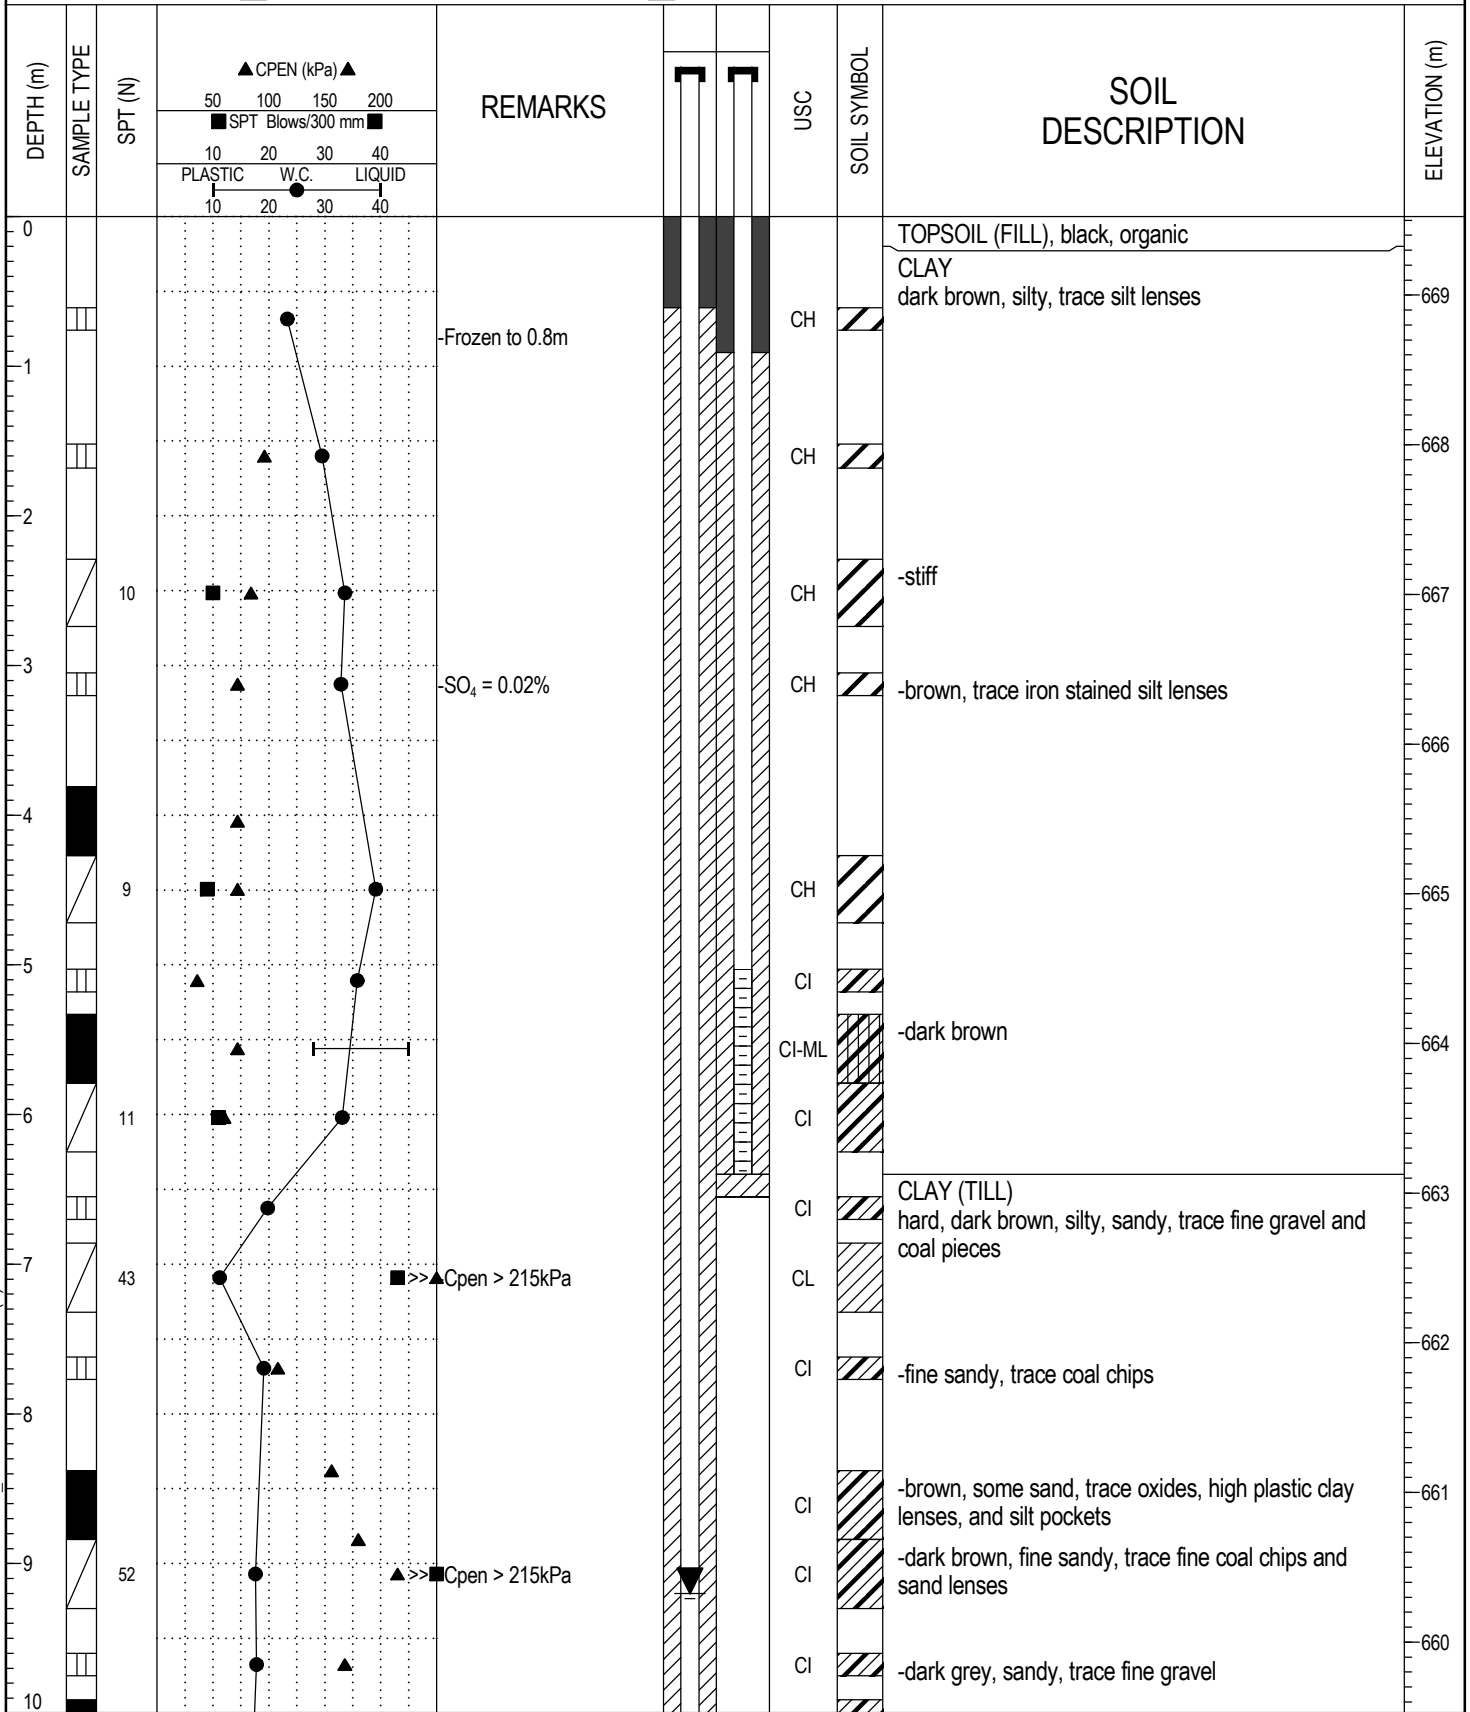 DEPTH (m)
SAMPLE TYPE
SPT (N)
▲ CPEN (kPa) ▲
50 100 150 200
■ SPT Blows/300 mm ■
10 20 30 40
PLASTIC W.C. LIQUID
10 20 30 40
REMARKS
USC
SOIL SYMBOL
SOIL
DESCRIPTION
ELEVATION (m)
0
TOPSOIL (FILL), black, organic
CLAY
dark brown, silty, trace silt lenses
669
CH
-Frozen to 0.8m
1
668
CH
2
-stiff
10
CH
667
3
-SO₄ = 0.02%
CH
-brown, trace iron stained silt lenses
666
4
9
CH
665
5
CI
-dark brown
664
CI-ML
6
11
CI
CLAY (TILL)
663
CI
hard, dark brown, silty, sandy, trace fine gravel and
coal pieces
7
43
>>
Cpen > 215kPa
CL
662
CI
-fine sandy, trace coal chips
8
-brown, some sand, trace oxides, high plastic clay
661
CI
lenses, and silt pockets
9
-dark brown, fine sandy, trace fine coal chips and
52
>>
Cpen > 215kPa
CI
sand lenses
660
CI
-dark grey, sandy, trace fine gravel
10